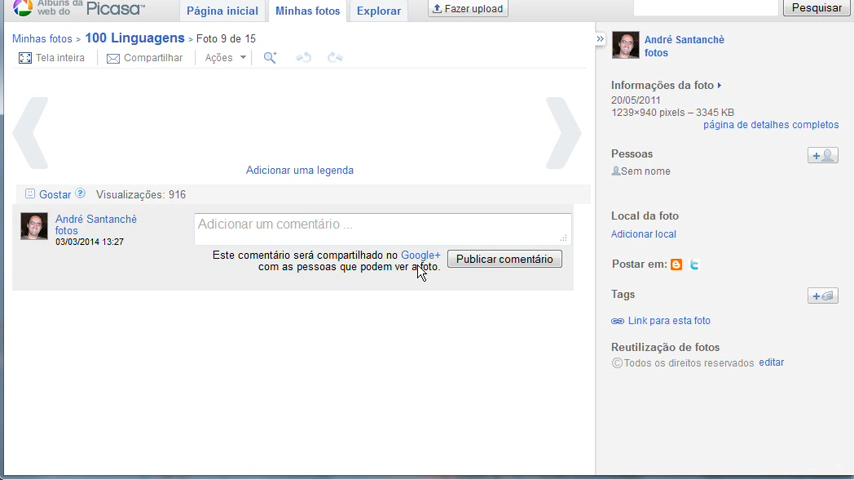 Álbuns da
web do Picasa™
Página inicial
Minhas fotos
Explorar
Fazer upload
Pesquisar
Minhas fotos > 100 Linguagens > Foto 9 de 15
Tela inteira
Compartilhar
Ações
Adicionar uma legenda
Gostar ? Visualizações: 916
André Santanchè
fotos
03/03/2014 13:27
Adicionar um comentário ...
Este comentário será compartilhado no Google+
com as pessoas que podem ver a foto.
Publicar comentário
»
André Santanchè
fotos
Informações da foto
20/05/2011
1239×940 pixels – 3345 KB
página de detalhes completos
Pessoas
+
Sem nome
Local da foto
Adicionar local
Postar em:
Tags
+
Link para esta foto
Reutilização de fotos
©Todos os direitos reservados editar